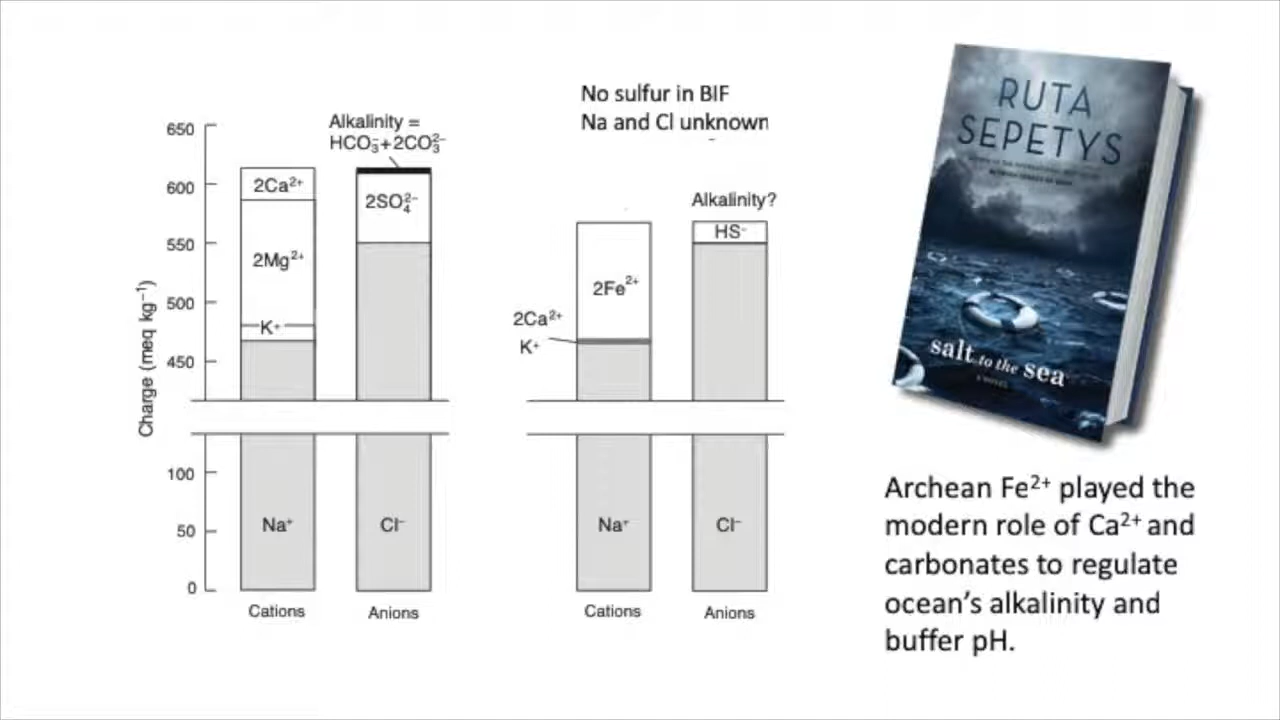 No sulfur in BIF
Na and Cl unknown
Alkalinity =
HCO₃⁻+2CO₃²⁻
650
600
550
500
450
100
50
0
Charge (meq kg⁻¹)
2Ca²⁺
2Mg²⁺
K⁺
Na⁺
Cations
2SO₄²⁻
Cl⁻
Anions
Alkalinity?
HS⁻
2Fe²⁺
2Ca²⁺
K⁺
Na⁺
Cations
Cl⁻
Anions
RUTA
SEPETYS
salt to the sea
A NOVEL
Archean Fe²⁺ played the
modern role of Ca²⁺ and
carbonates to regulate
ocean’s alkalinity and
buffer pH.